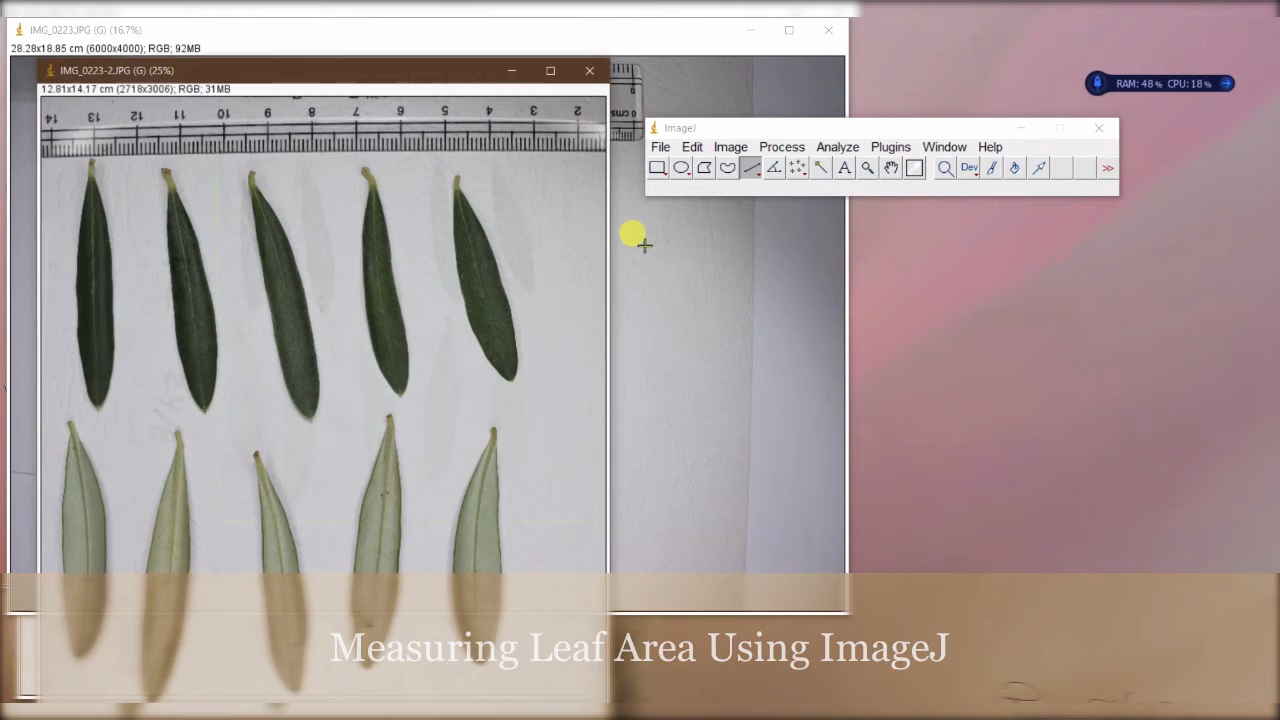 IMG_0223.JPG (G) (16.7%)
28.28x18.85 cm (6000x4000); RGB; 92MB
IMG_0223-2.JPG (G) (25%)
12.81x14.17 cm (2718x3006); RGB; 31MB
14 13 12 11 10 9 8 7 6 5 4 3 2
0 cms
RAM: 48% CPU: 18%
ImageJ
File Edit Image Process Analyze Plugins Window Help
A Dev >>
Measuring Leaf Area Using ImageJ